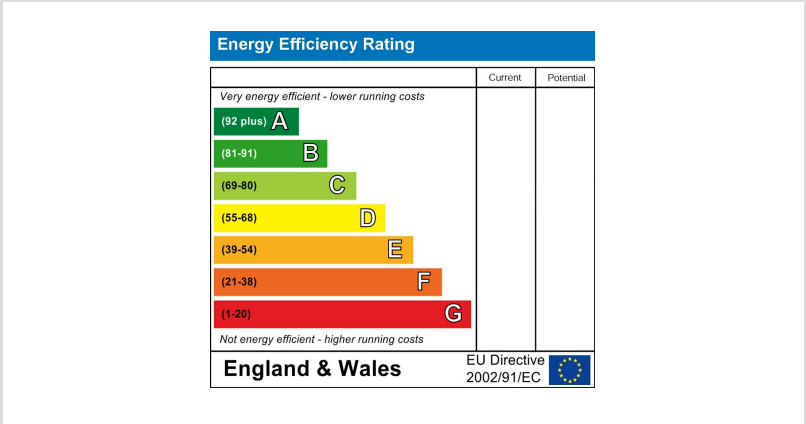 Energy Efficiency Rating
Current Potential
Very energy efficient - lower running costs
(92 plus) A
(81-91) B
(69-80) C
(55-68) D
(39-54) E
(21-38) F
(1-20) G
Not energy efficient - higher running costs
England & Wales
EU Directive
2002/91/EC